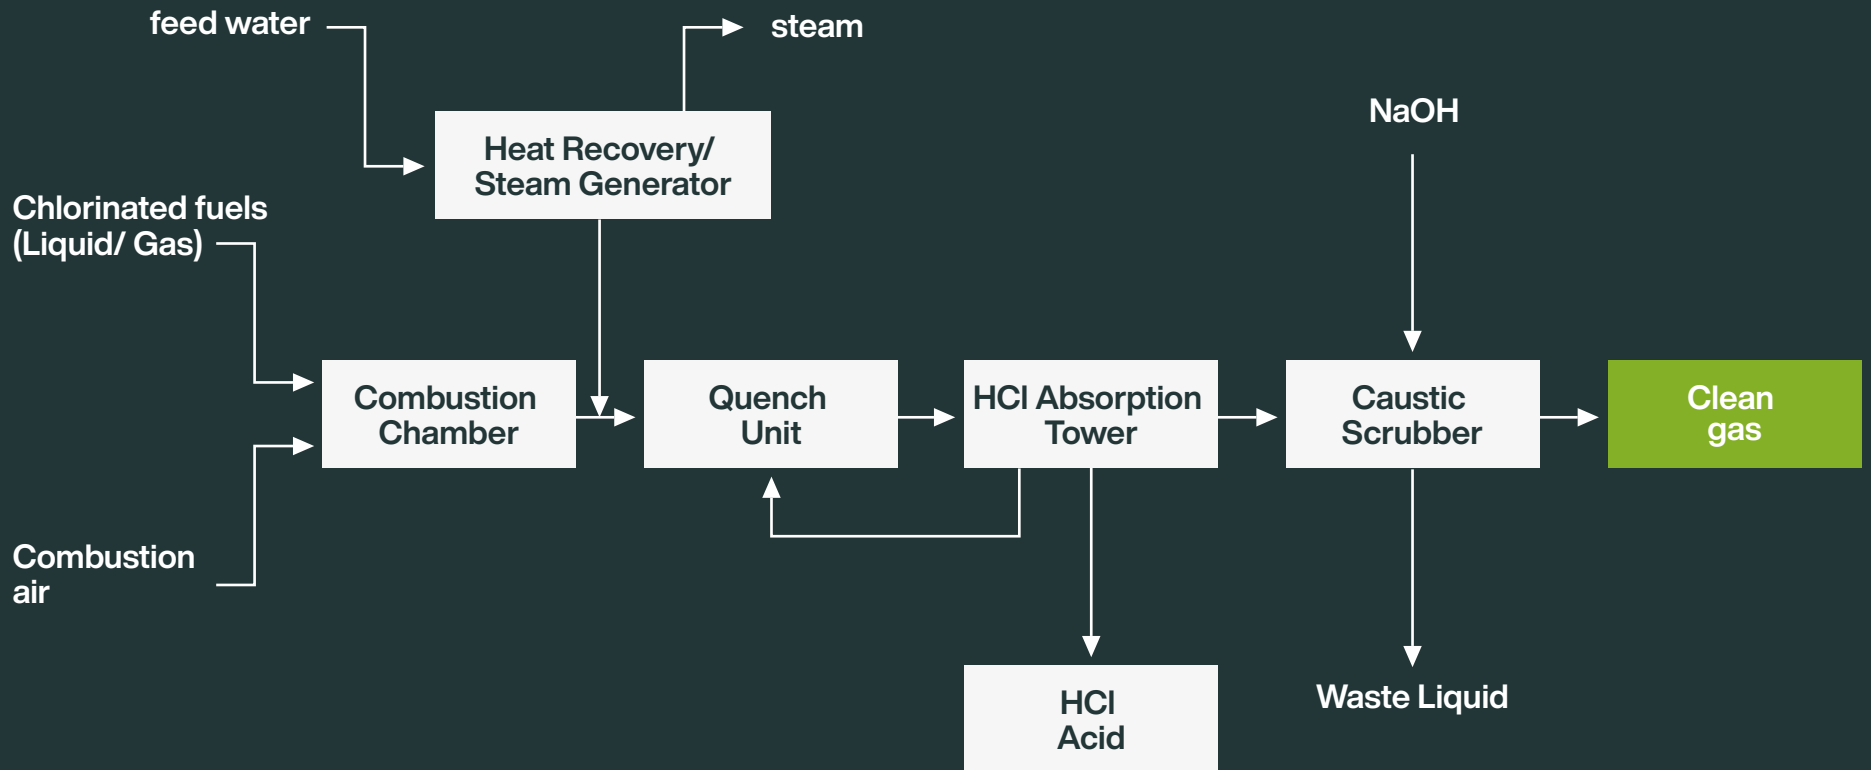 feed water
steam
NaOH
Heat Recovery/
Steam Generator
Chlorinated fuels
(Liquid/ Gas)
Combustion
Chamber
Quench
Unit
HCl Absorption
Tower
Caustic
Scrubber
Clean
gas
Combustion
air
HCl
Acid
Waste Liquid